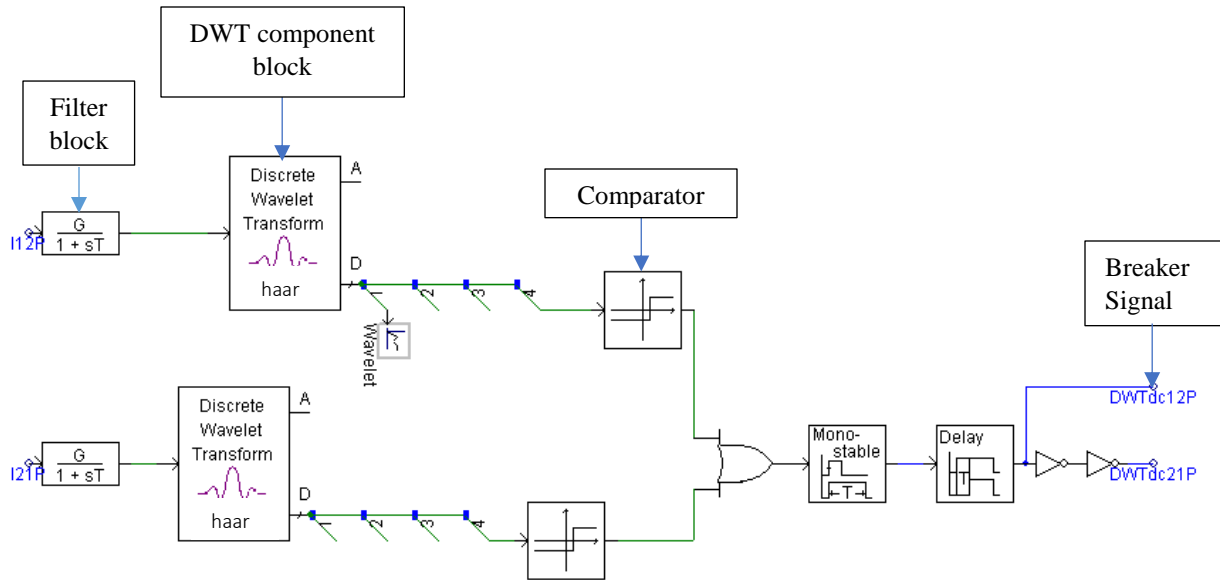 DWT component
block
Filter
block
Comparator
Breaker
Signal
I12P
G
1 + sT
Discrete
Wavelet
Transform
haar
A
D
1
2
3
4
Wavelet
I21P
G
1 + sT
Discrete
Wavelet
Transform
haar
A
D
1
2
3
4
Mono-
stable
T
Delay
T
DWTdc12P
DWTdc21P